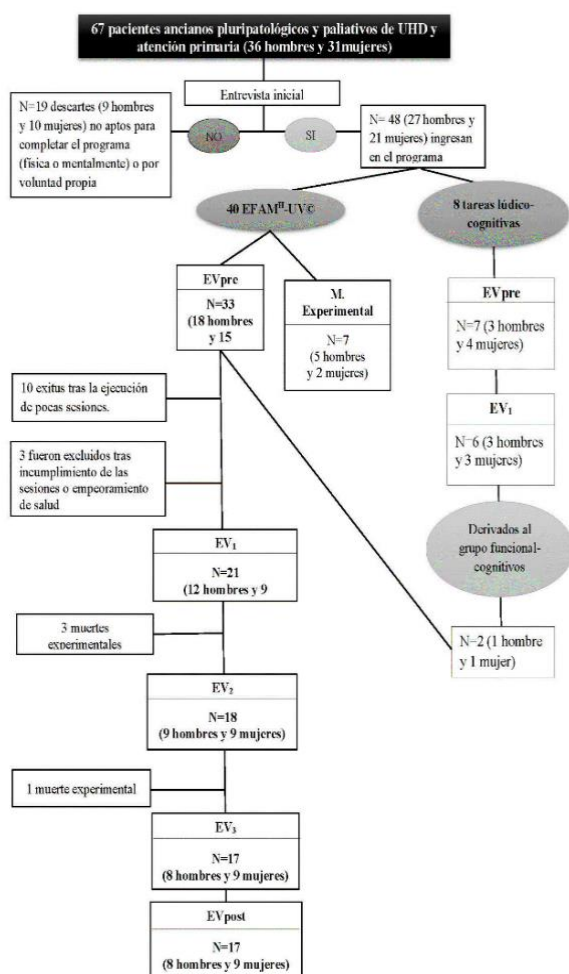 67 pacientes ancianos pluripatológicos y paliativos de UHD y
atención primaria (36 hombres y 31mujeres)
Entrevista inicial
N=19 descartes (9 hombres
y 10 mujeres) no aptos para
completar el programa
(física o mentalmente) o por
voluntad propia
NO
SI
N= 48 (27 hombres y
21 mujeres) ingresan
en el programa
40 EFAMᴴ-UV©
8 tareas lúdico-
cognitivas
EVpre
N=33
(18 hombres
y 15
M.
Experimental
N=7
(5 hombres
y 2 mujeres)
EVpre
N=7 (3 hombres
y 4 mujeres)
10 exitus tras la ejecución
de pocas sesiones.
EV₁
N=6 (3 hombres y
3 mujeres)
3 fueron excluidos tras
incumplimiento de las
sesiones o empeoramiento
de salud
Derivados al
grupo funcional-
cognitivos
EV₁
N=21
(12 hombres y 9
N=2 (1 hombre
y 1 mujer)
3 muertes
experimentales
EV₂
N=18
(9 hombres y 9 mujeres)
1 muerte experimental
EV₃
N=17
(8 hombres y 9 mujeres)
EVpost
N=17
(8 hombres y 9 mujeres)